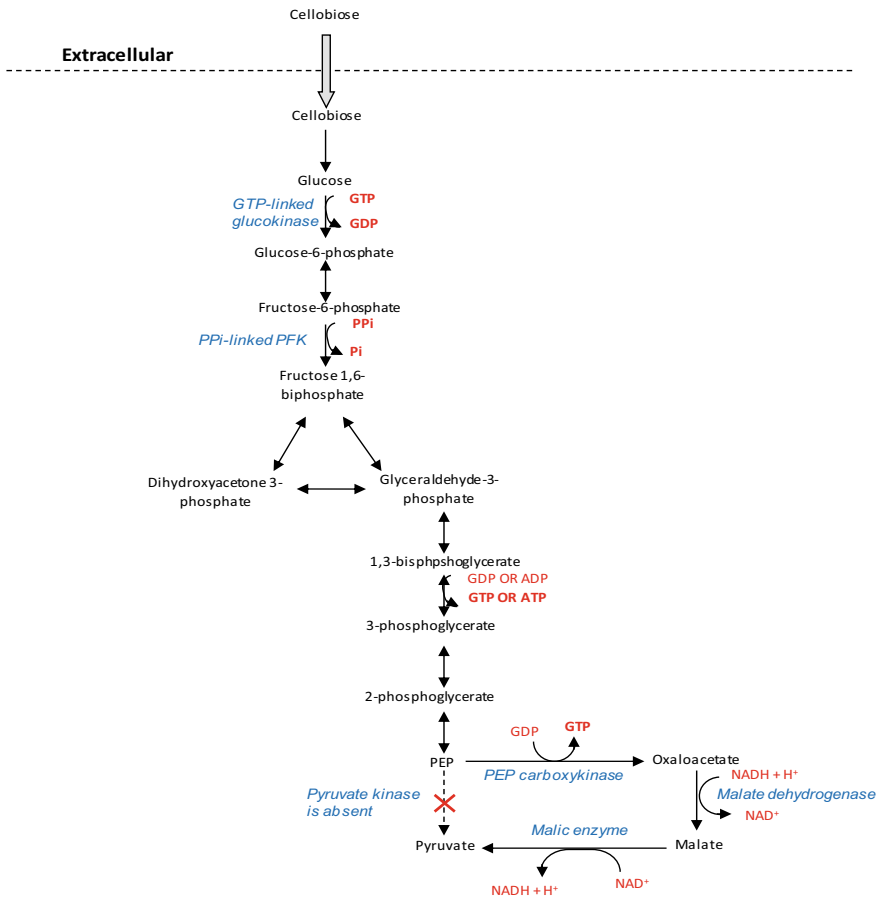 Cellobiose
Extracellular
Cellobiose
Glucose
GTP-linked
glucokinase
GTP
GDP
Glucose-6-phosphate
Fructose-6-phosphate
PPi-linked PFK
PPi
Pi
Fructose 1,6-
biphosphate
Dihydroxyacetone 3-
phosphate
Glyceraldehyde-3-
phosphate
1,3-bisphpshoglycerate
GDP OR ADP
GTP OR ATP
3-phosphoglycerate
2-phosphoglycerate
PEP
GDP
GTP
PEP carboxykinase
Oxaloacetate
NADH + H⁺
Malate dehydrogenase
NAD⁺
Pyruvate kinase
is absent
Malic enzyme
Pyruvate
Malate
NADH + H⁺
NAD⁺